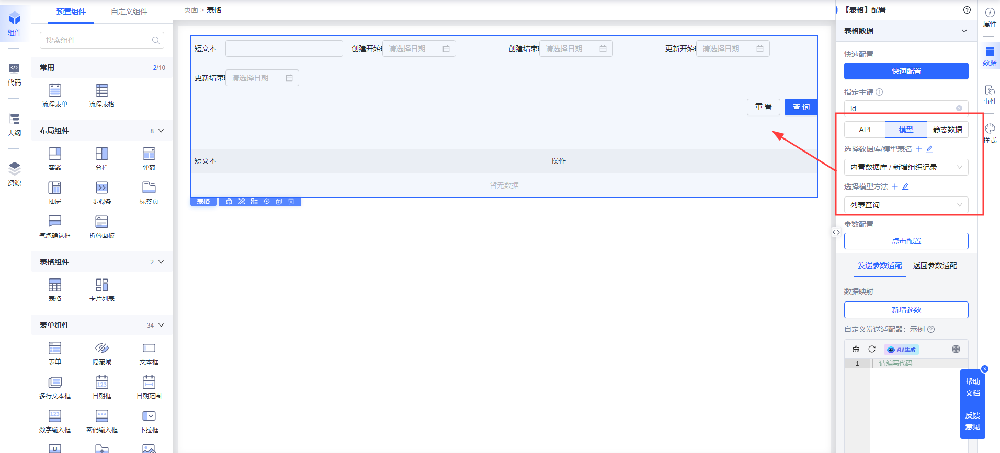 组件
代码
大纲
资源
预置组件
自定义组件
搜索组件
常用
2/10
流程表单
流程表格
布局组件
8
容器
分栏
弹窗
抽屉
步骤条
标签页
气泡确认框
折叠面板
表格组件
2
表格
卡片列表
表单组件
34
表单
隐藏域
文本框
多行文本框
日期框
日期范围
数字输入框
密码输入框
下拉框
页面 > 表格
短文本
创建开始
请选择日期
创建结束
请选择日期
更新开始
请选择日期
更新结束
请选择日期
重 置
查 询
短文本
操作
暂无数据
表格
【表格】配置
表格数据
快速配置
快速配置
指定主键
id
API
模型
静态数据
选择数据库/模型表名
内置数据库 / 新增组织记录
选择模型方法
列表查询
参数配置
点击配置
发送参数适配
返回参数适配
数据映射
新增参数
自定义发送适配器：示例
AI生成
1
请编写代码
属性
数据
事件
样式
帮助
文档
反馈
意见